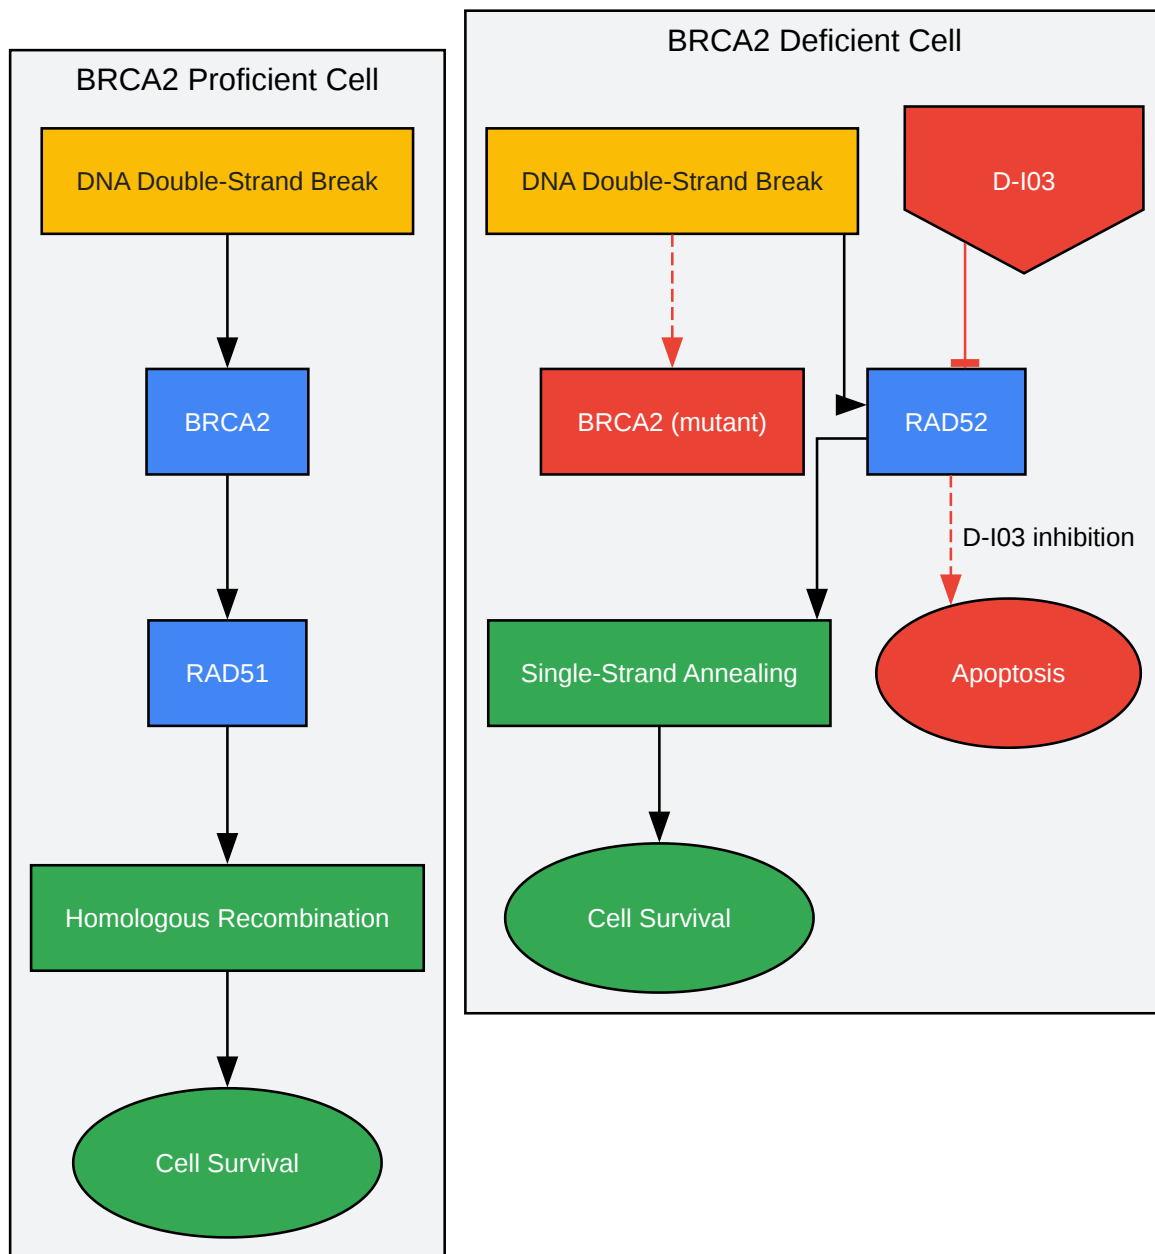 BRCA2 Proficient Cell
DNA Double-Strand Break
BRCA2
RAD51
Homologous Recombination
Cell Survival
BRCA2 Deficient Cell
DNA Double-Strand Break
D-I03
BRCA2 (mutant)
RAD52
D-I03 inhibition
Single-Strand Annealing
Apoptosis
Cell Survival